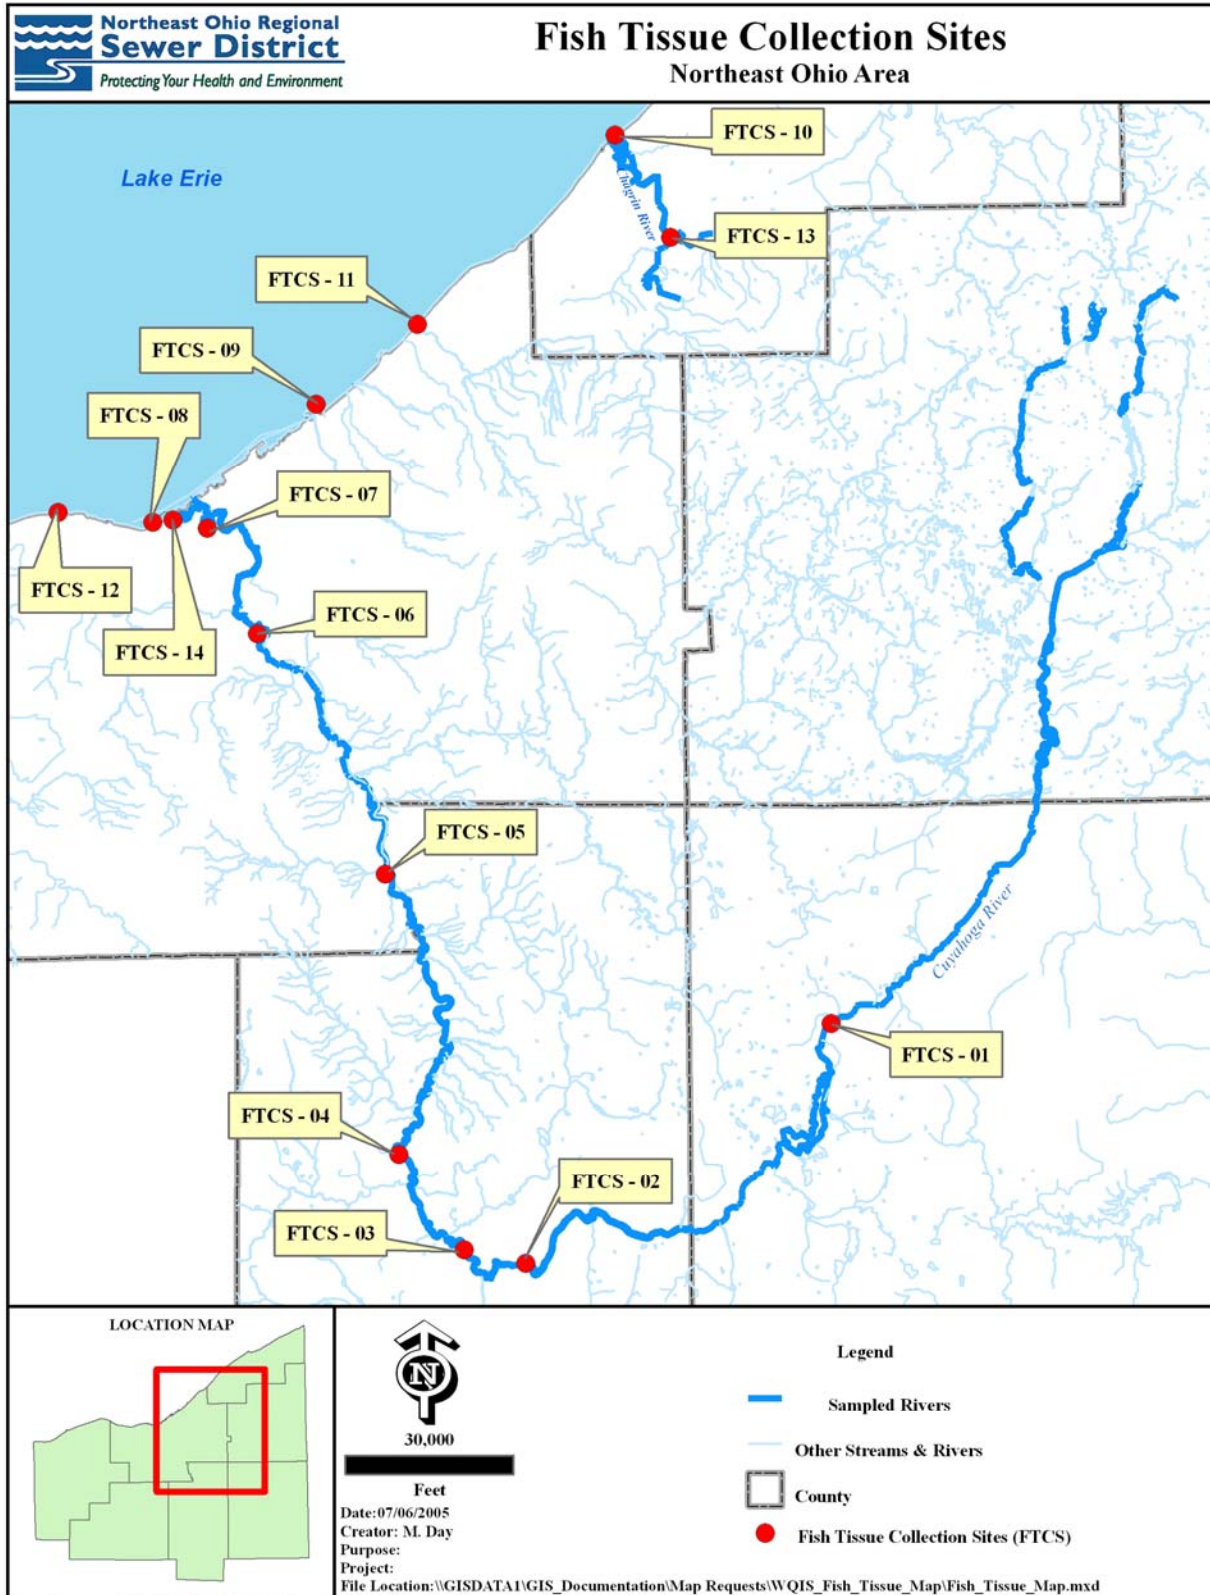 Northeast Ohio Regional
Sewer District
Protecting Your Health and Environment
Fish Tissue Collection Sites
Northeast Ohio Area
FTCS - 10
Lake Erie
Chagrin River
FTCS - 13
FTCS - 11
FTCS - 09
FTCS - 08
FTCS - 07
FTCS - 12
FTCS - 06
FTCS - 14
FTCS - 05
Cuyahoga River
FTCS - 01
FTCS - 04
FTCS - 02
FTCS - 03
LOCATION MAP
N
30,000
Feet
Date:07/06/2005
Creator: M. Day
Purpose:
Project:
File Location:\\GISDATA1\GIS_Documentation\Map Requests\WQIS_Fish_Tissue_Map\Fish_Tissue_Map.mxd
Legend
Sampled Rivers
Other Streams & Rivers
County
Fish Tissue Collection Sites (FTCS)